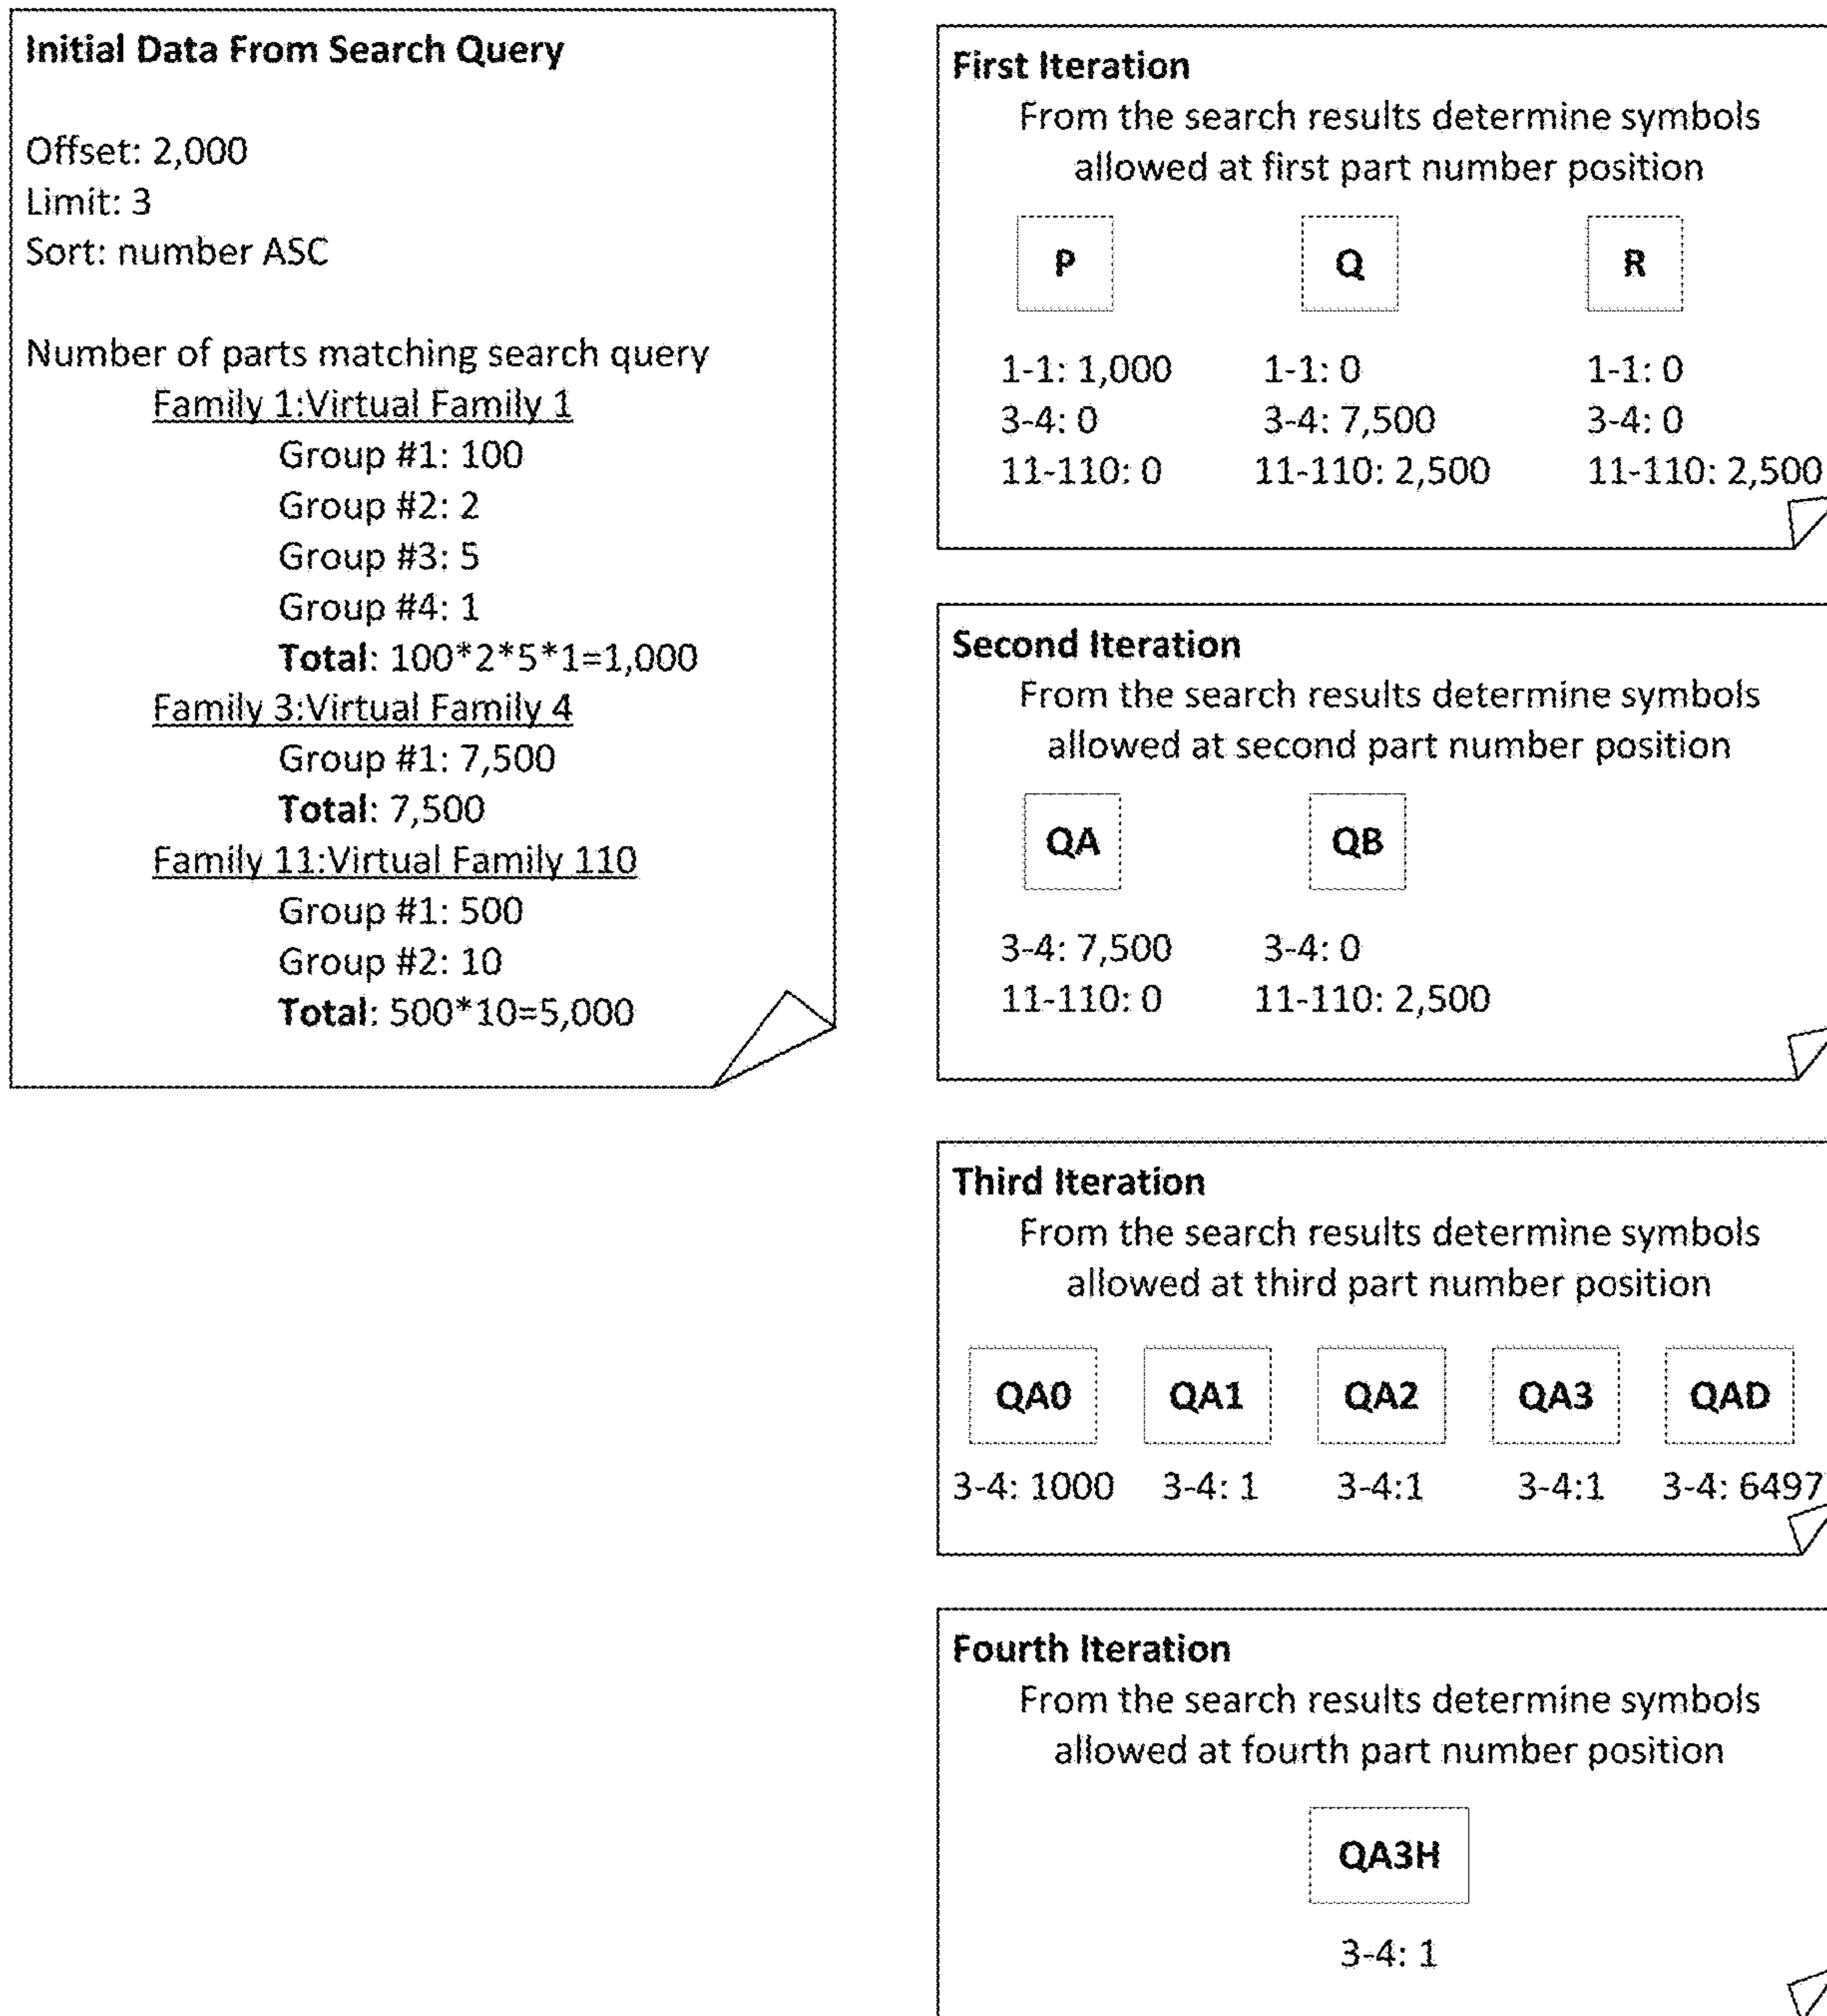 Initial Data From Search Query
Offset: 2,000
Limit: 3
Sort: number ASC
Number of parts matching search query
Family 1:Virtual Family 1
Group #1: 100
Group #2: 2
Group #3: 5
Group #4: 1
Total: 100*2*5*1=1,000
Family 3:Virtual Family 4
Group #1: 7,500
Total: 7,500
Family 11:Virtual Family 110
Group #1: 500
Group #2: 10
Total: 500*10=5,000
First Iteration
From the search results determine symbols
allowed at first part number position
P Q R
1-1: 1,000 1-1: 0 1-1: 0
3-4: 0 3-4: 7,500 3-4: 0
11-110: 0 11-110: 2,500 11-110: 2,500
Second Iteration
From the search results determine symbols
allowed at second part number position
QA QB
3-4: 7,500 3-4: 0
11-110: 0 11-110: 2,500
Third Iteration
From the search results determine symbols
allowed at third part number position
QA0 QA1 QA2 QA3 QAD
3-4: 1000 3-4: 1 3-4:1 3-4:1 3-4: 6497
Fourth Iteration
From the search results determine symbols
allowed at fourth part number position
QA3H
3-4: 1